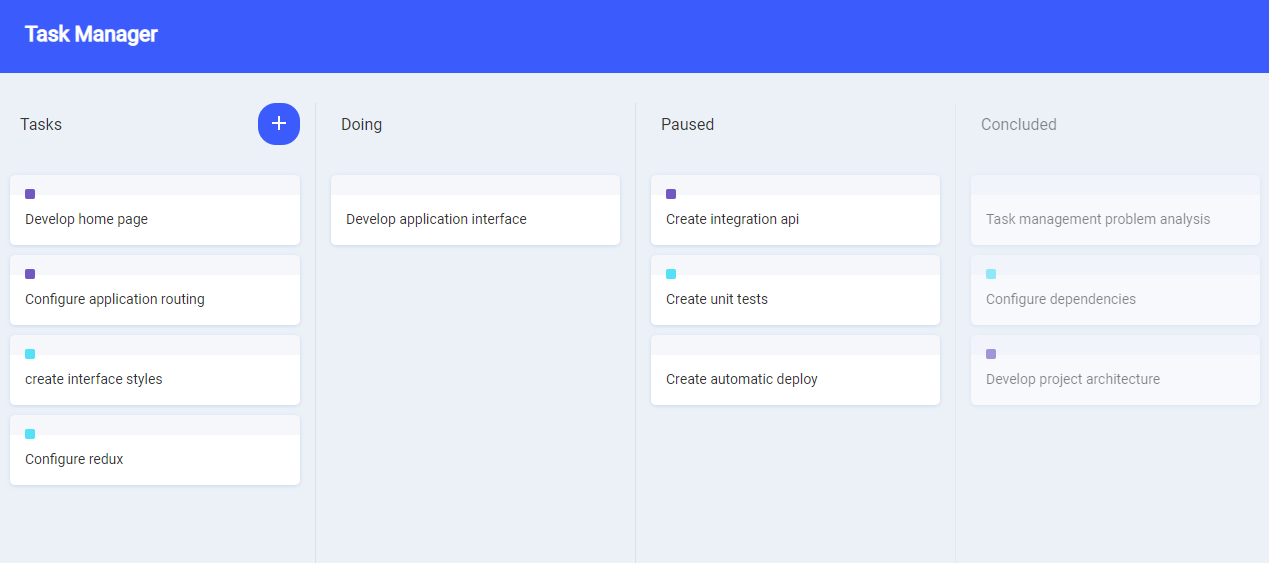 Task Manager
Tasks
Develop home page
Configure application routing
create interface styles
Configure redux
Doing
Develop application interface
Paused
Create integration api
Create unit tests
Create automatic deploy
Concluded
Task management problem analysis
Configure dependencies
Develop project architecture